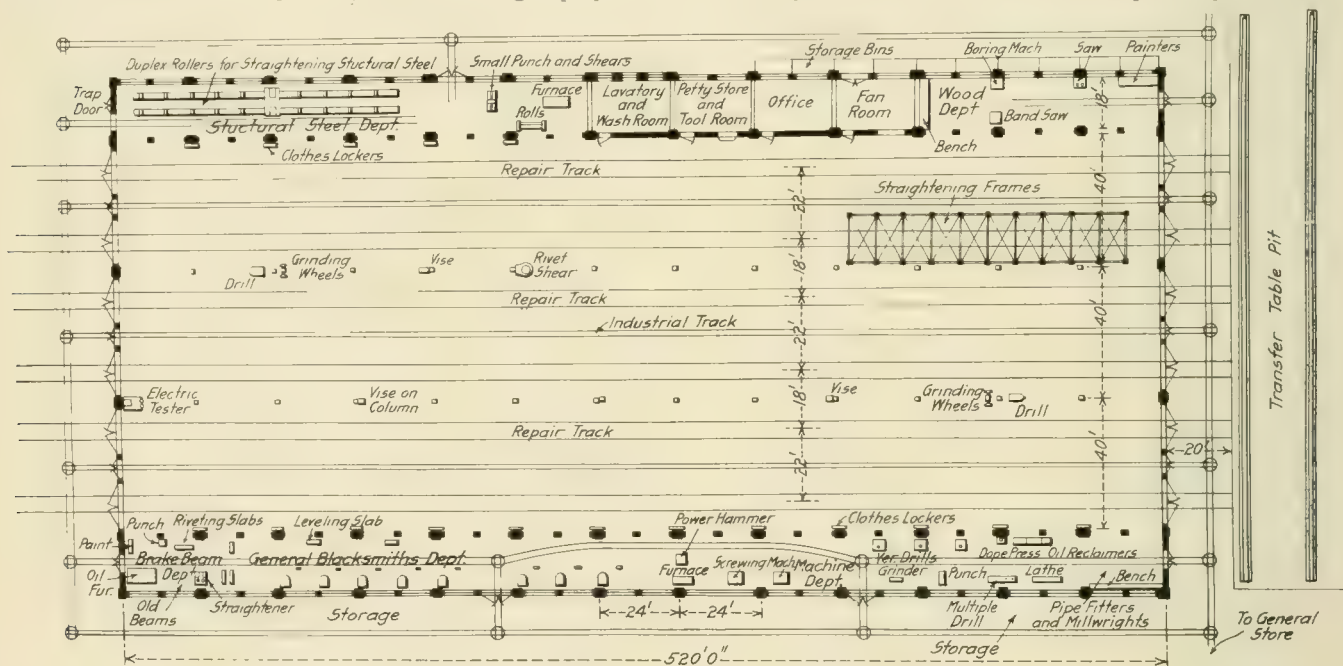 Duplex Rollers for Straightening Stuctural Steel
Small Punch and Shears
Storage Bins
Boring Mach
Saw
Painters
Trap
Door
Furnace
Lavatory
and
Wash Room
Petty Store
and
Tool Room
Office
Fan
Room
Wood
Dept
18'
Stuctural Steel Dept.
Rolls
Band Saw
Bench
Clothes Lockers
Repair Track
Straightening Frames
22'
40'
Grinding
Wheels
Drill
Vise
Rivet
Shear
18'
Repair Track
Industrial Track
22'
40'
Transfer Table Pit
Electric
Tester
Vise on
Column
18'
Vise
Grinding
Wheels
Drill
Repair Track
22'
40'
20'
Punch
Riveting Slabs
Leveling Slab
Power Hammer
Clothes Lockers
Paint
Brake Beam
Dept
General Blacksmiths Dept.
Ver. Drills
Dope Press
Oil Reclaimers
Oil
Fur.
Furnace
Screwing Mach
Machine
Dept
Grinder
Punch
Lathe
Bench
Old
Beams
Straightener
Storage
24'
24'
Multiple
Drill
Pipe Fitters
and Millwrights
Storage
To General
Store
520'0"